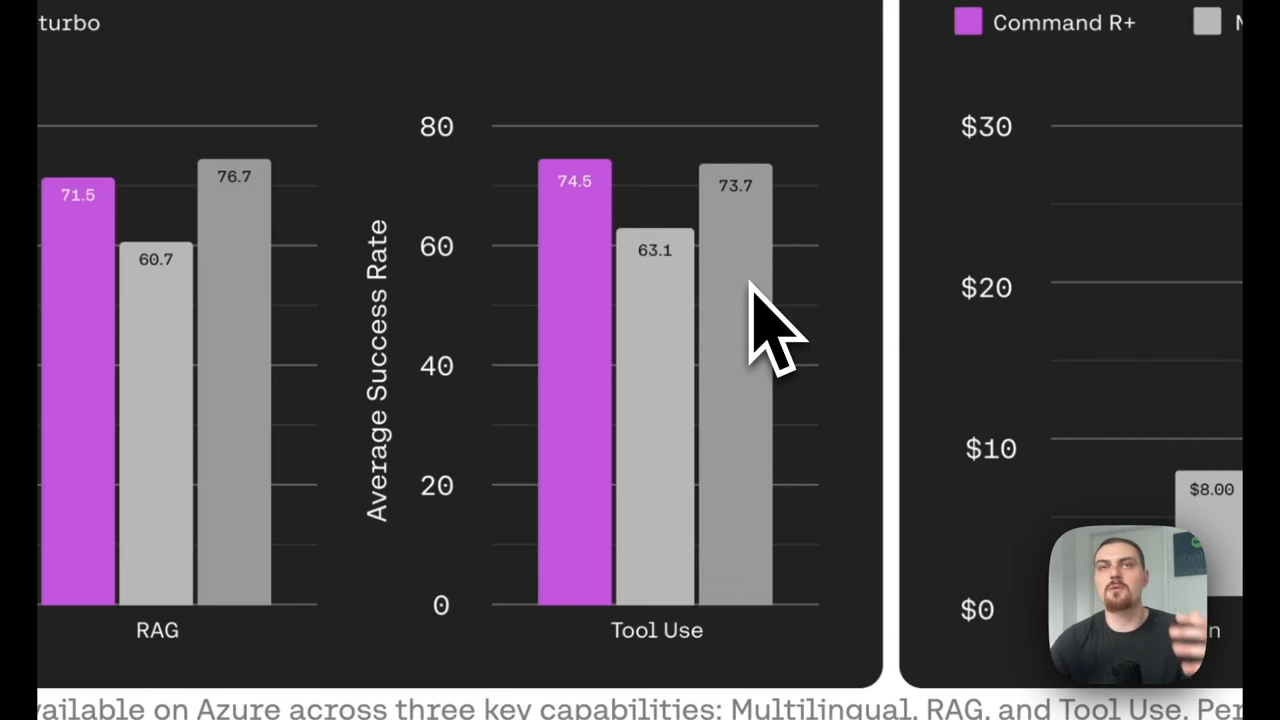 turbo
71.5
60.7
76.7
RAG
Average Success Rate
80
60
40
20
0
74.5
63.1
73.7
Tool Use
Command R+
$30
$20
$10
$0
$8.00
vailable on Azure across three key capabilities: Multilingual, RAG, and Tool Use. Per